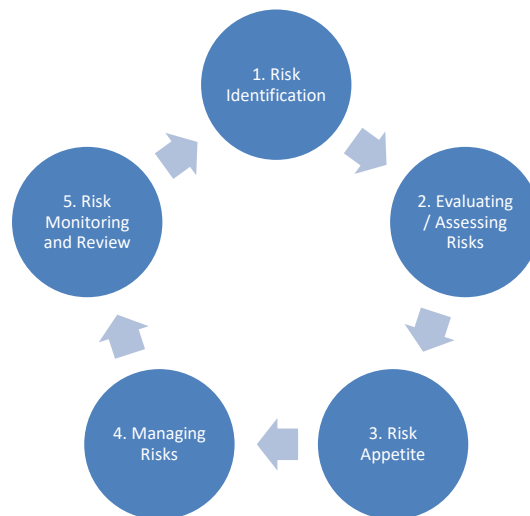 1. Risk
Identification
2. Evaluating
/ Assessing
Risks
3. Risk
Appetite
4. Managing
Risks
5. Risk
Monitoring
and Review